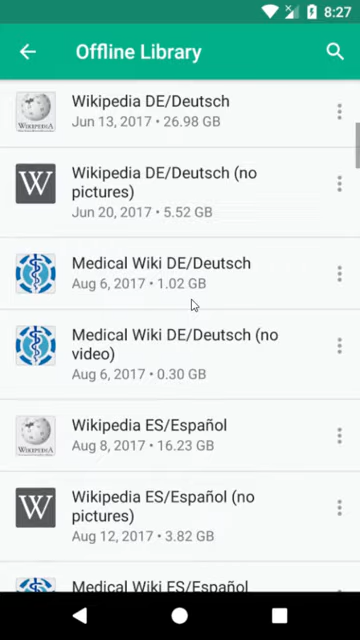 8:27
Offline Library
Wikipedia DE/Deutsch
Jun 13, 2017 • 26.98 GB
Wikipedia DE/Deutsch (no
pictures)
Jun 20, 2017 • 5.52 GB
Medical Wiki DE/Deutsch
Aug 6, 2017 • 1.02 GB
Medical Wiki DE/Deutsch (no
video)
Aug 6, 2017 • 0.30 GB
Wikipedia ES/Español
Aug 8, 2017 • 16.23 GB
Wikipedia ES/Español (no
pictures)
Aug 12, 2017 • 3.82 GB
Medical Wiki ES/Español